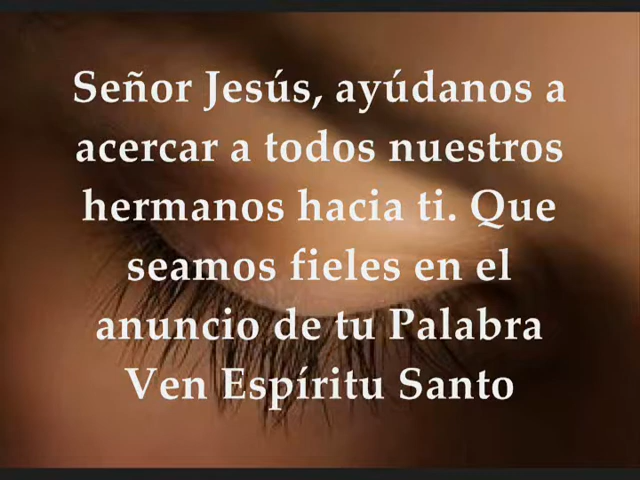 Señor Jesús, ayúdanos a
acercar a todos nuestros
hermanos hacia ti. Que
seamos fieles en el
anuncio de tu Palabra
Ven Espíritu Santo